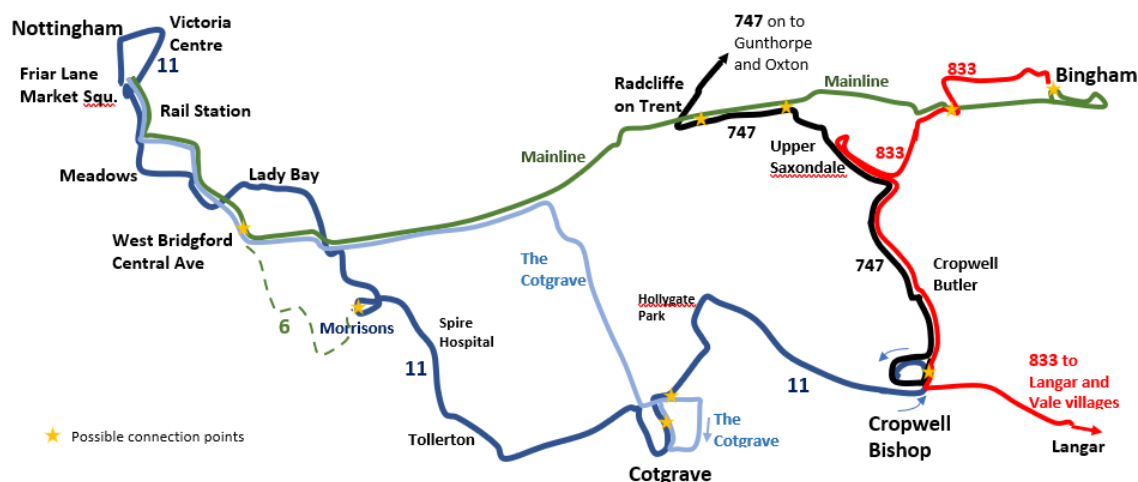 Nottingham
Victoria
Centre
11
Friar Lane
Market Squ.
Rail Station
Meadows
Lady Bay
West Bridgford
Central Ave
6
Morrisons
Spire
Hospital
11
Tollerton
Mainline
The
Cotgrave
Hollygate
Park
11
The
Cotgrave
Cotgrave
747 on to
Gunthorpe
and Oxton
Radcliffe
on Trent
747
Mainline
833
Bingham
Upper
Saxondale
833
747
Cropwell
Butler
833 to
Langar and
Vale villages
Cropwell
Bishop
Langar
Possible connection points